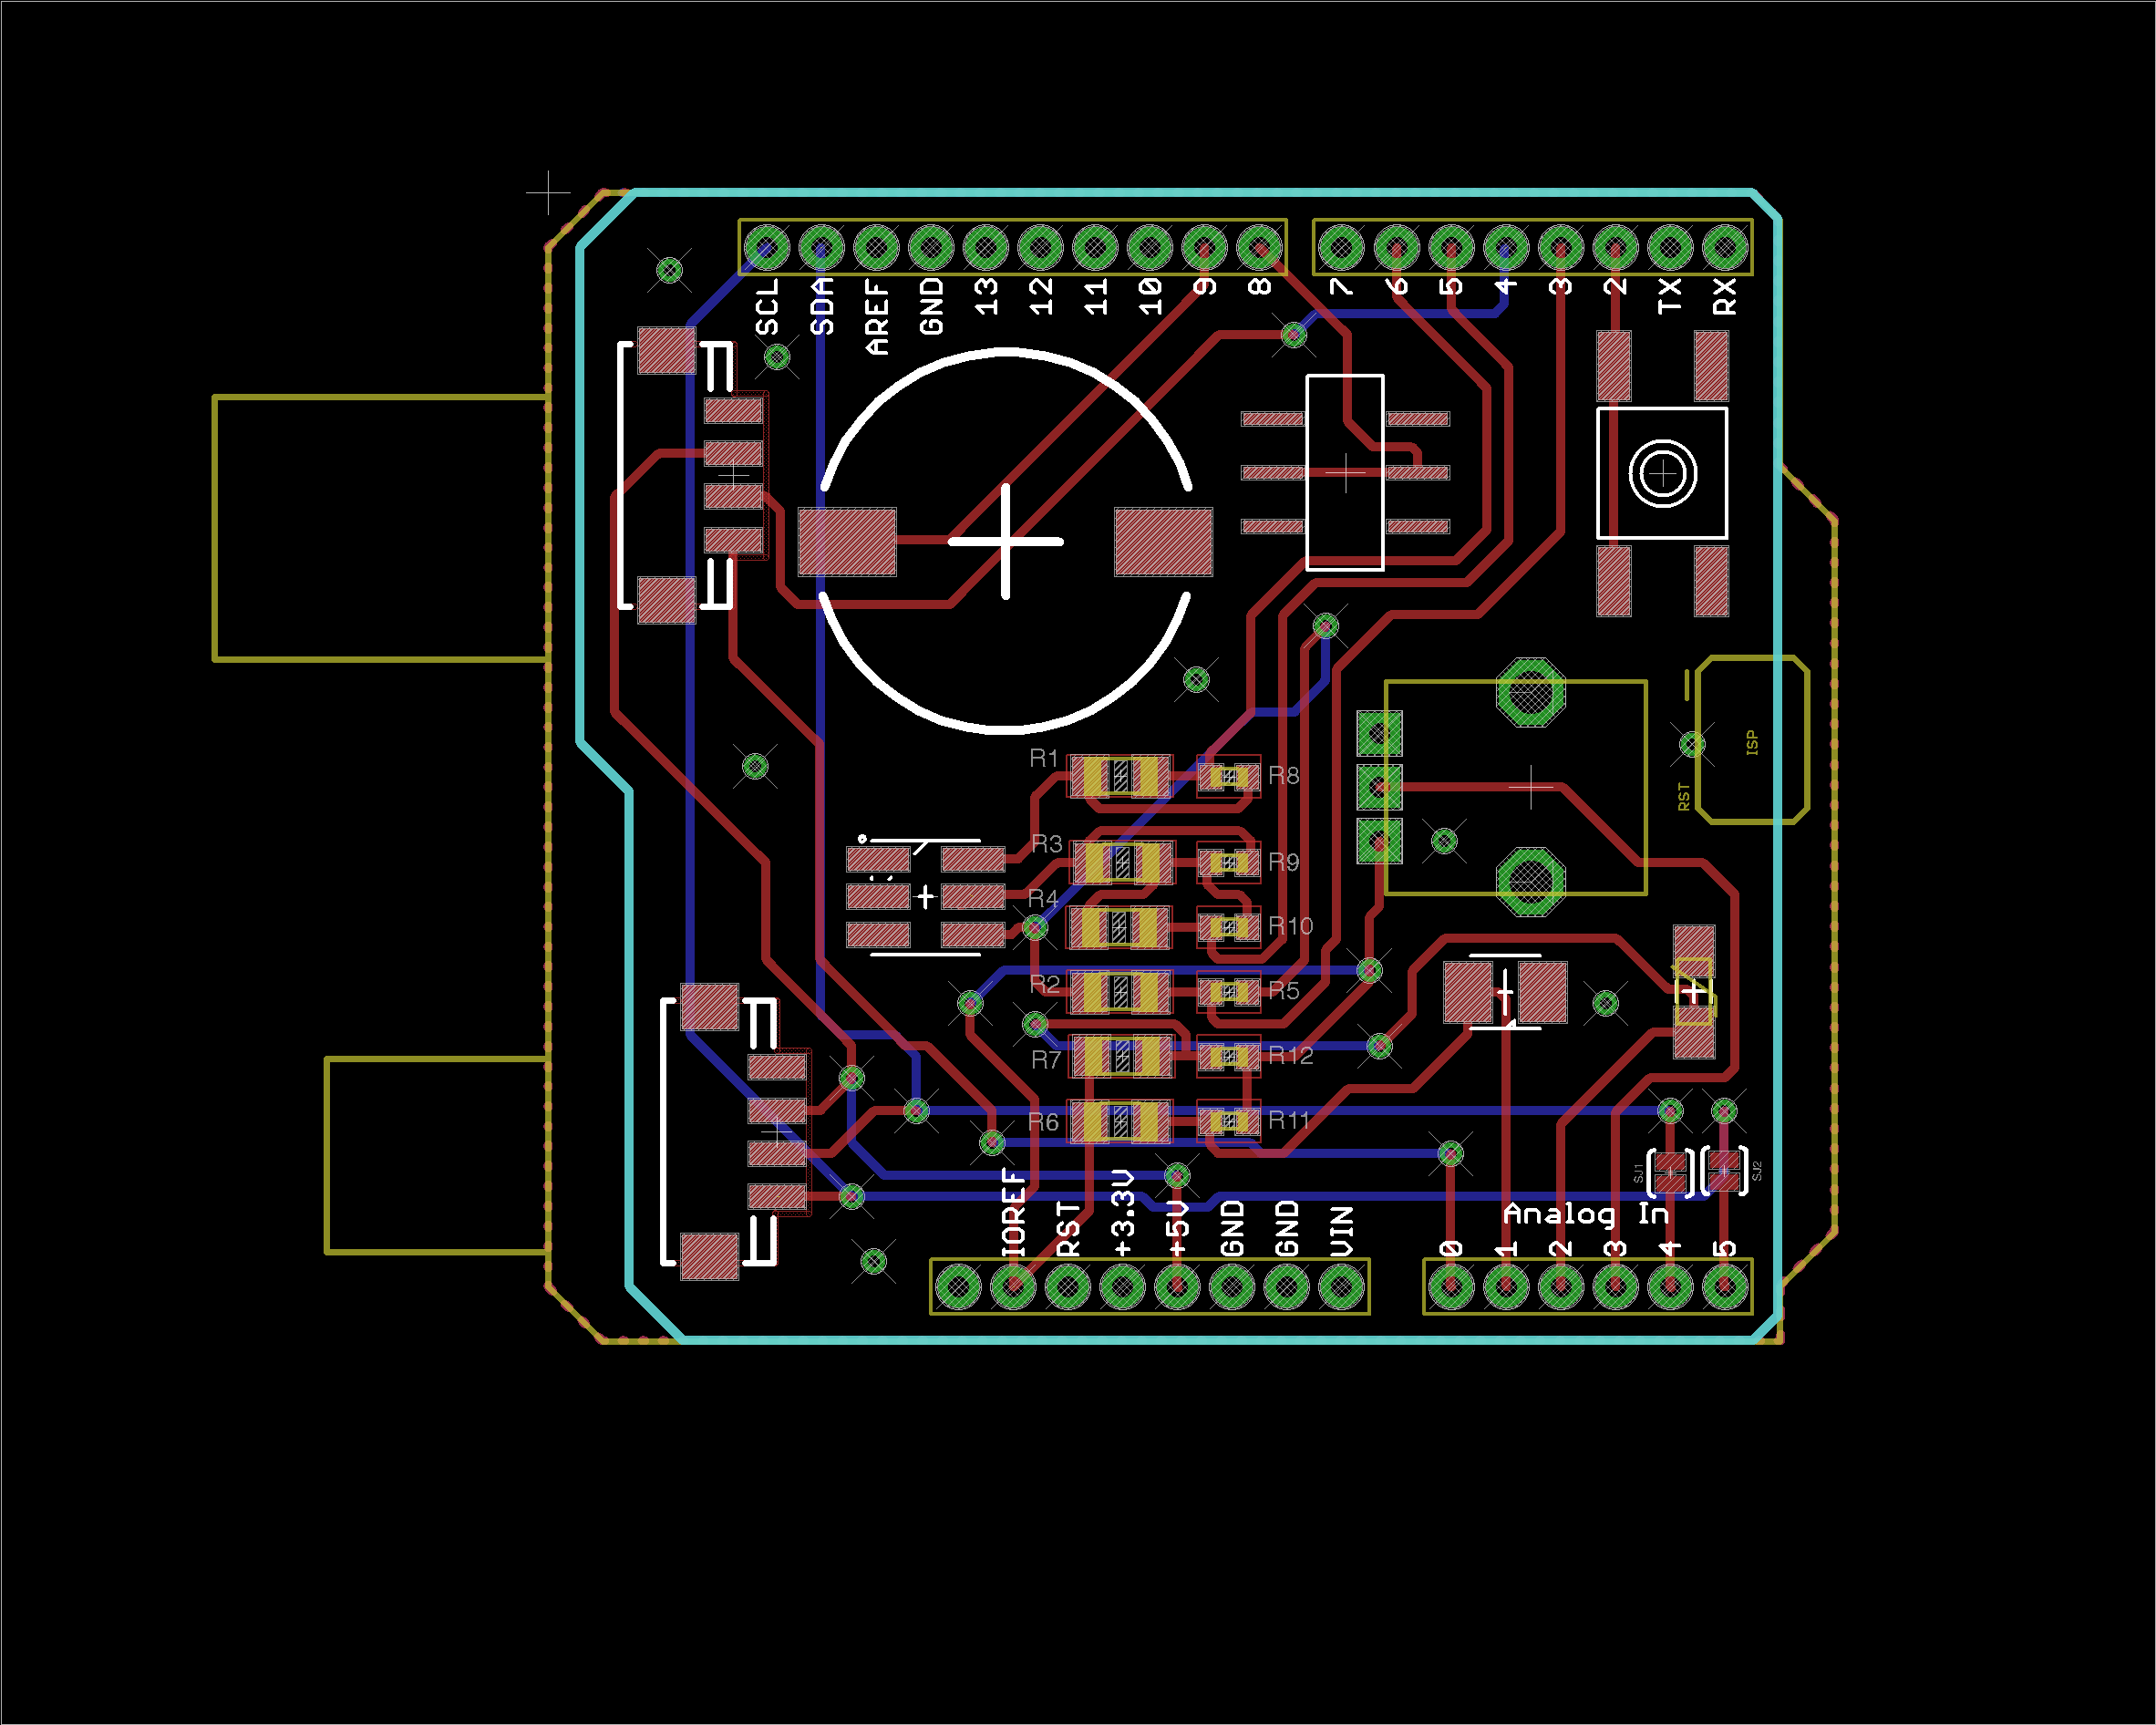 SCL
SDA
AREF
GND
13
12
11
10
9
8
7
6
5
4
3
2
TX
RX
R1
R8
ISP
RST
R3
R9
R4
R10
R2
R5
R7
R12
R6
R11
SJ1
SJ2
IOREF
RST
+3.3V
+5V
GND
GND
VIN
Analog In
0
1
2
3
4
5